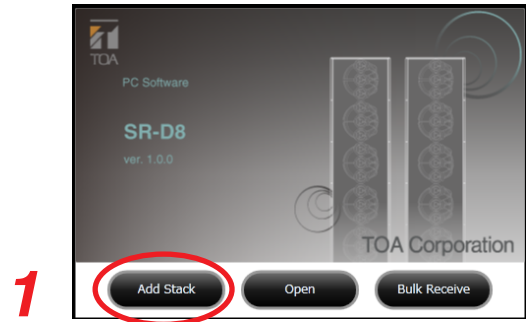 TOA
PC Software
SR-D8
ver. 1.0.0
TOA Corporation
1
Add Stack
Open
Bulk Receive